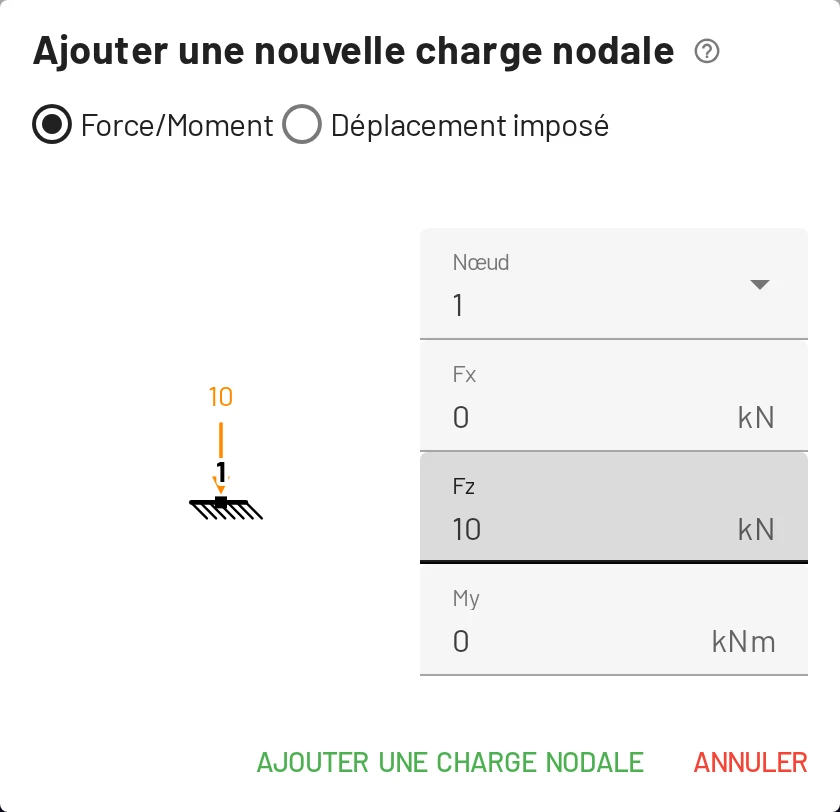 Ajouter une nouvelle charge nodale ?
Force/Moment Déplacement imposé
Nœud
1
Fx
0 kN
10
1
Fz
10 kN
My
0 kNm
AJOUTER UNE CHARGE NODALE ANNULER